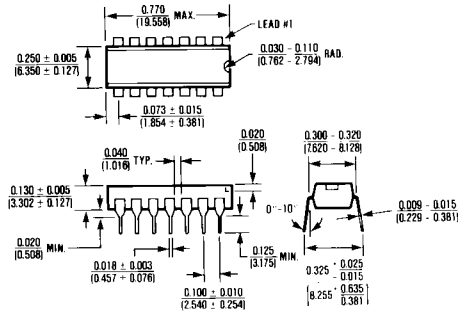 0.770
(19.558) MAX.
LEAD #1
0.250 ± 0.005
(6.350 ± 0.127)
0.030 - 0.110
(0.762 - 2.794) RAD.
0.073 ± 0.015
(1.854 ± 0.381)
0.040
(1.016) TYP.
0.020
(0.508)
0.300 - 0.320
(7.620 - 8.128)
0.130 ± 0.005
(3.302 ± 0.127)
0°-10°
0.009 - 0.015
(0.229 - 0.381)
0.020
(0.508) MIN.
0.018 ± 0.003
(0.457 ± 0.076)
0.125
(3.175) MIN.
0.100 ± 0.010
(2.540 ± 0.254)
0.325 + 0.025
- 0.015
(8.255 + 0.635
- 0.381)